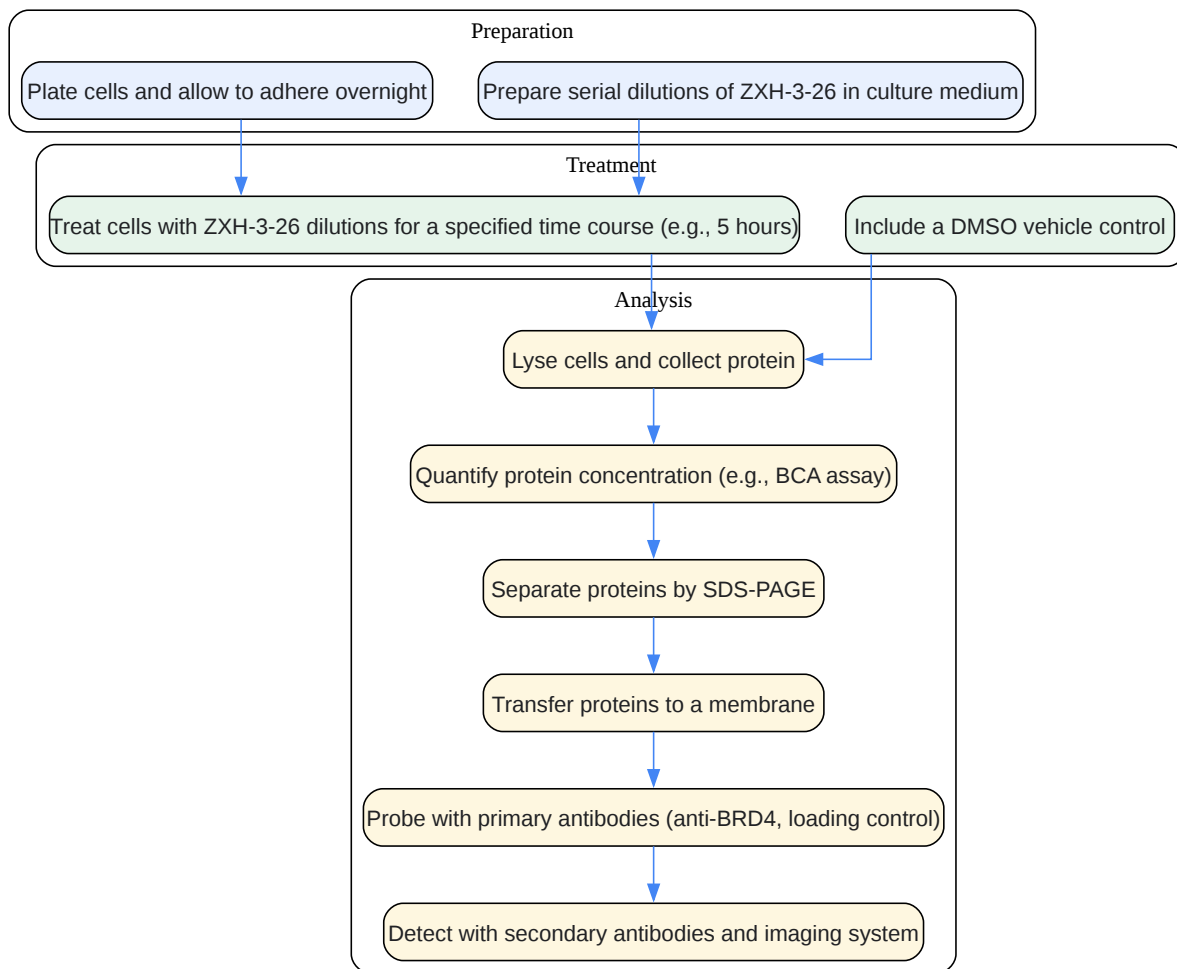 Preparation
Plate cells and allow to adhere overnight
Prepare serial dilutions of ZXH-3-26 in culture medium
Treatment
Treat cells with ZXH-3-26 dilutions for a specified time course (e.g., 5 hours)
Include a DMSO vehicle control
Analysis
Lyse cells and collect protein
Quantify protein concentration (e.g., BCA assay)
Separate proteins by SDS-PAGE
Transfer proteins to a membrane
Probe with primary antibodies (anti-BRD4, loading control)
Detect with secondary antibodies and imaging system